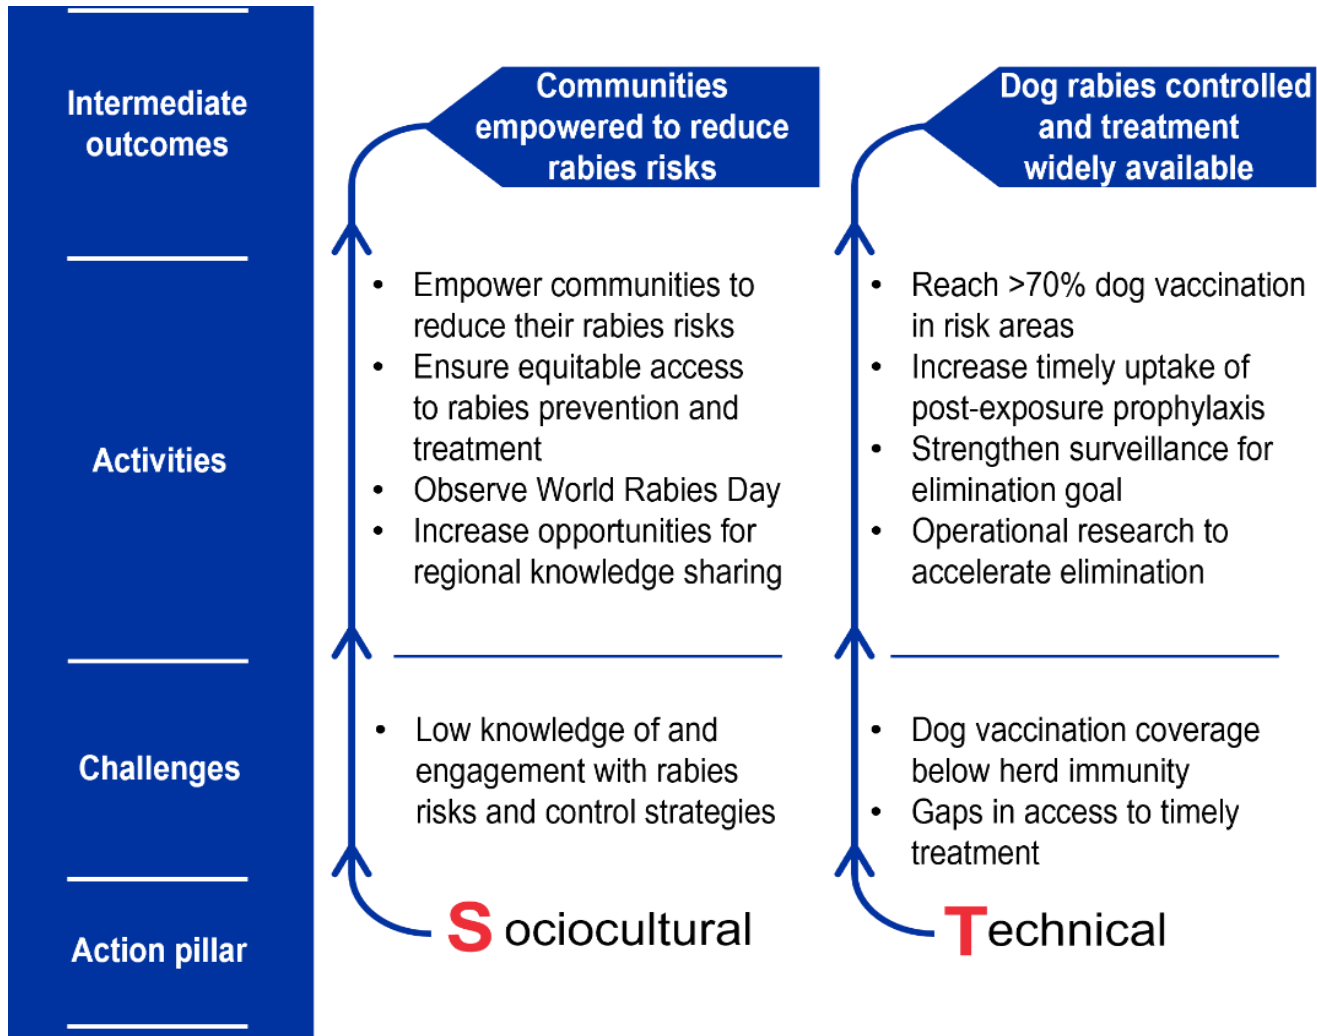 Intermediate
outcomes
Communities
empowered to reduce
rabies risks
Dog rabies controlled
and treatment
widely available
Activities
• Empower communities to
reduce their rabies risks
• Ensure equitable access
to rabies prevention and
treatment
• Observe World Rabies Day
• Increase opportunities for
regional knowledge sharing
• Reach >70% dog vaccination
in risk areas
• Increase timely uptake of
post-exposure prophylaxis
• Strengthen surveillance for
elimination goal
• Operational research to
accelerate elimination
Challenges
• Low knowledge of and
engagement with rabies
risks and control strategies
• Dog vaccination coverage
below herd immunity
• Gaps in access to timely
treatment
Action pillar
Sociocultural
Technical